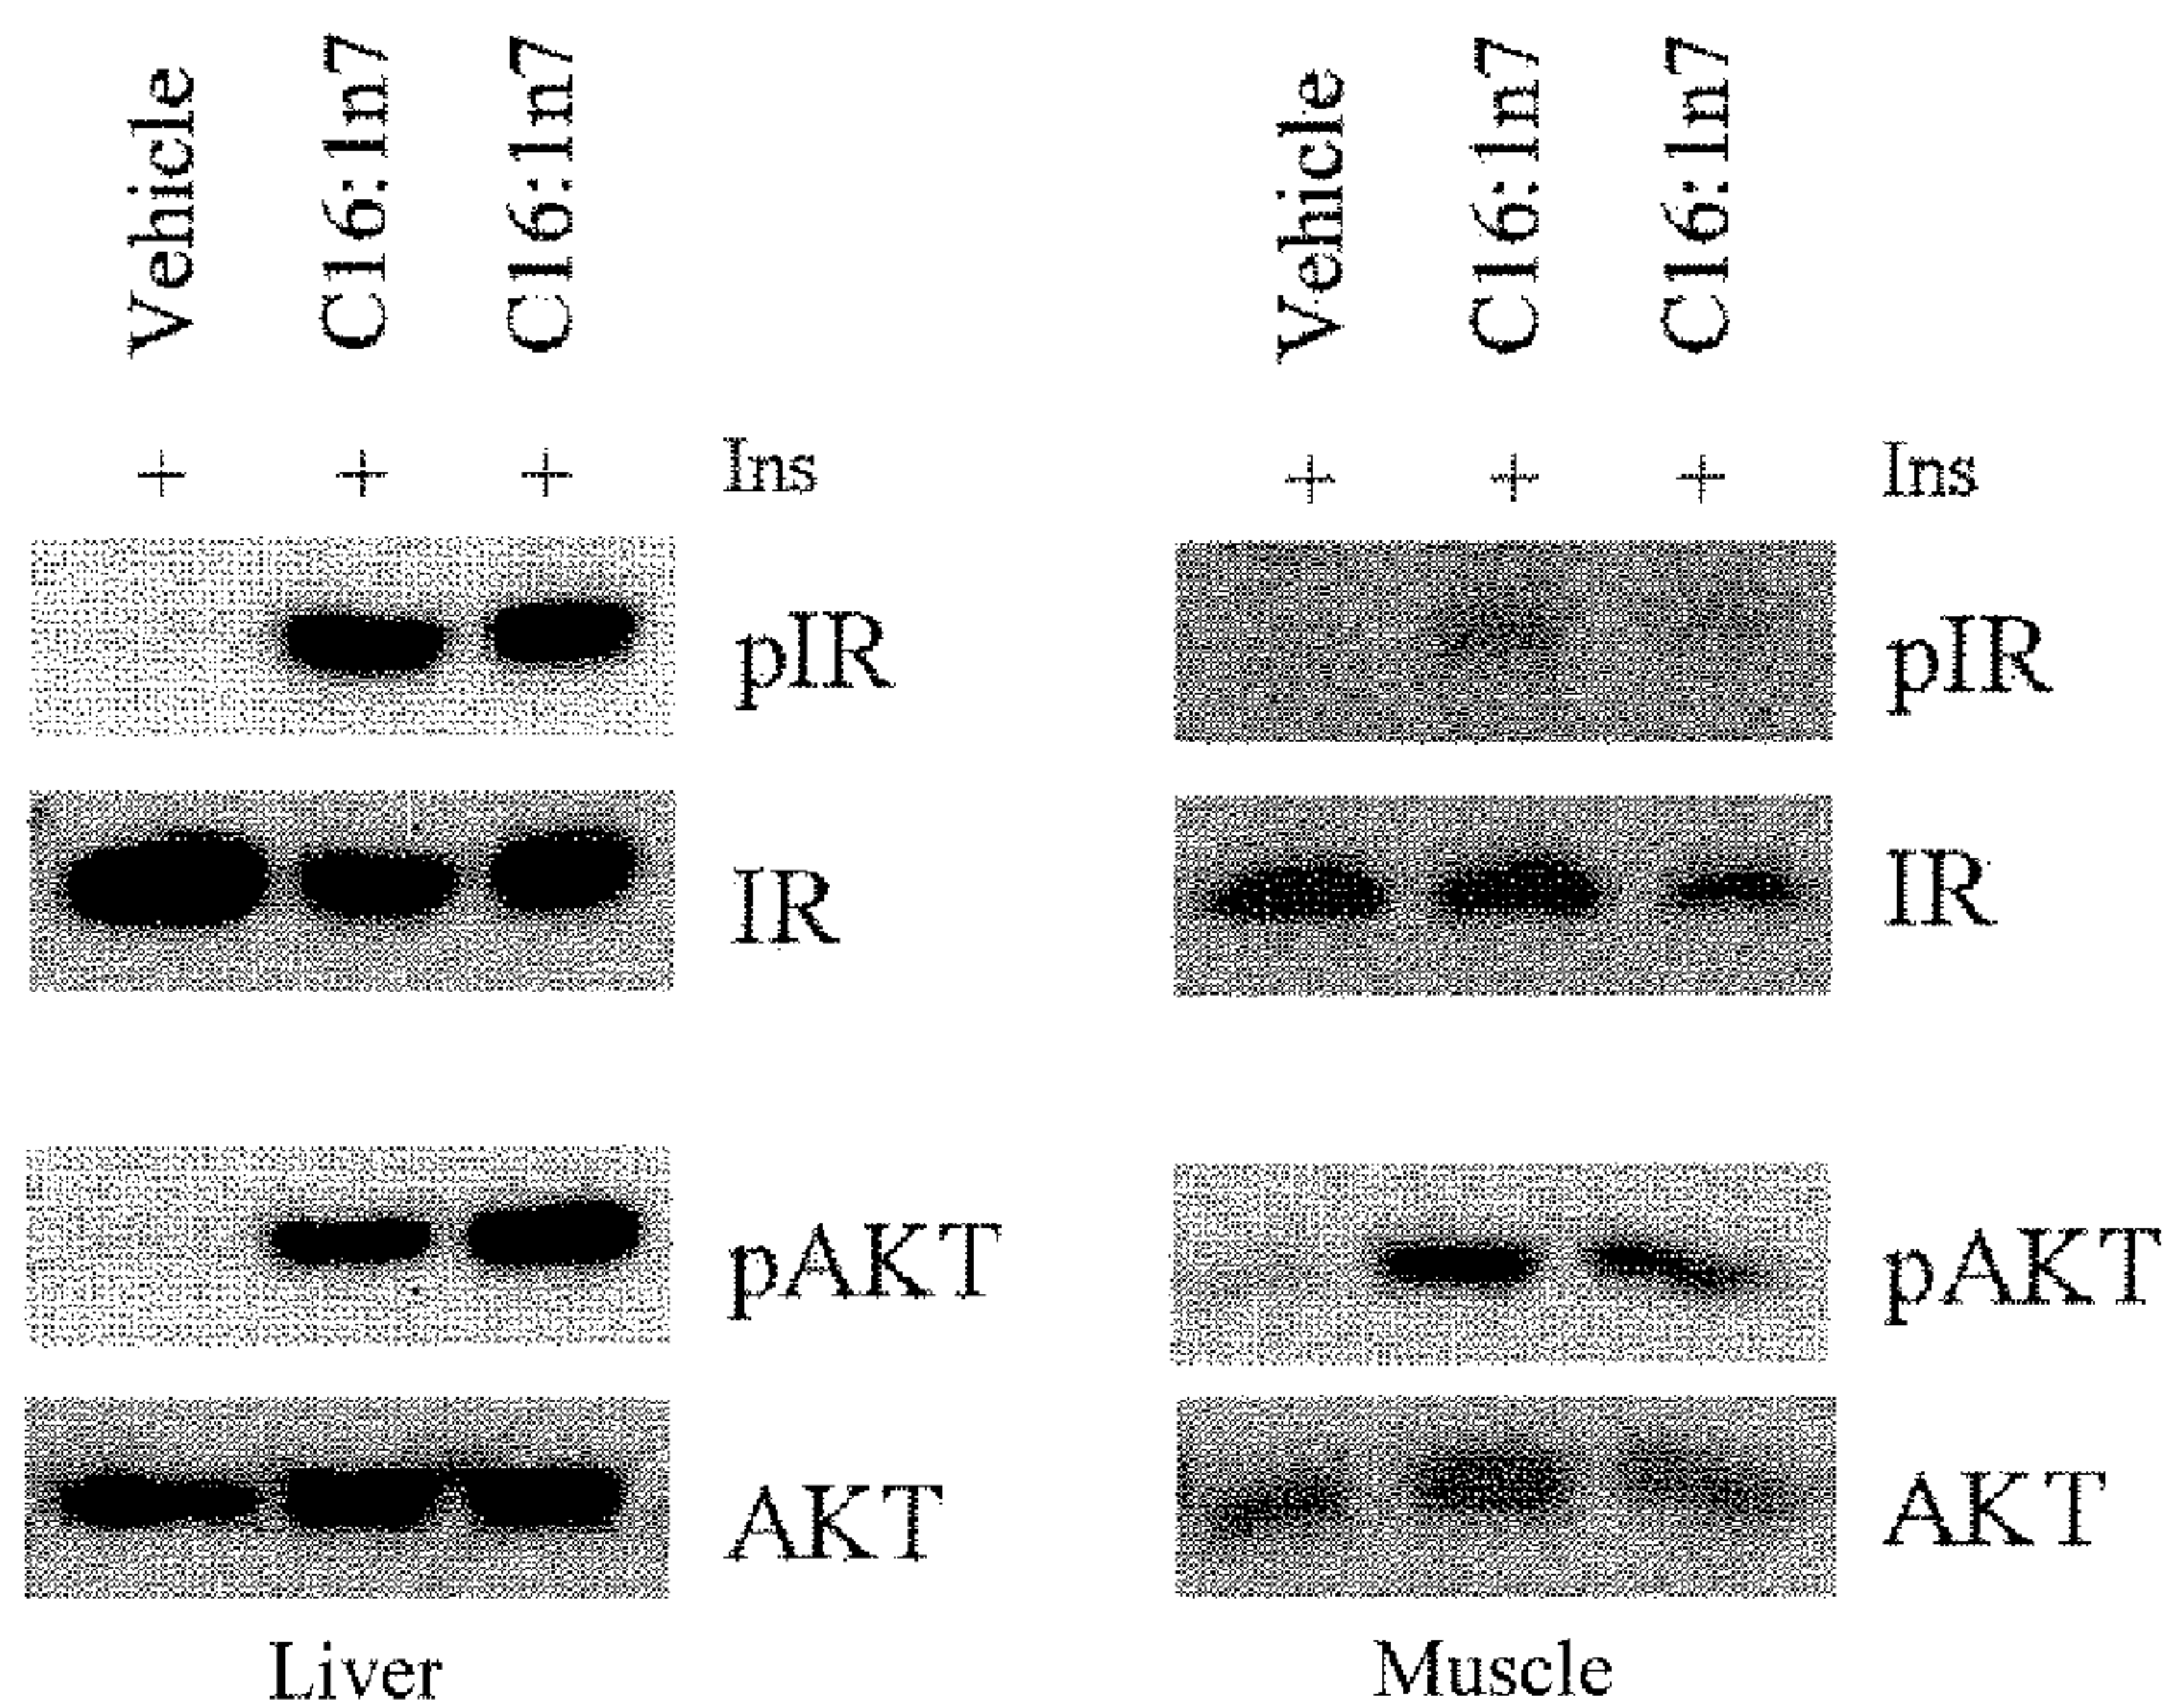 Vehicle
C16:1n7
C16:1n7
+ + + Ins
pIR
IR
pAKT
AKT
Liver
Vehicle
C16:1n7
C16:1n7
+ + + Ins
pIR
IR
pAKT
AKT
Muscle